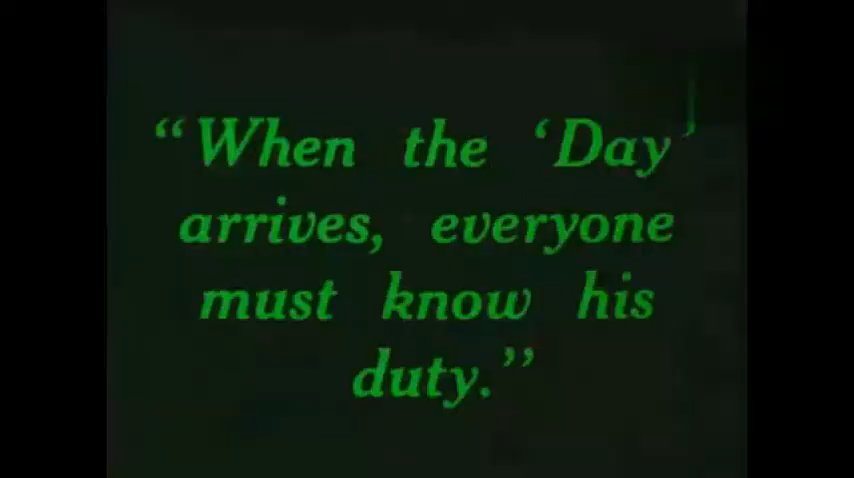 “When the ‘Day’
arrives, everyone
must know his
duty.”